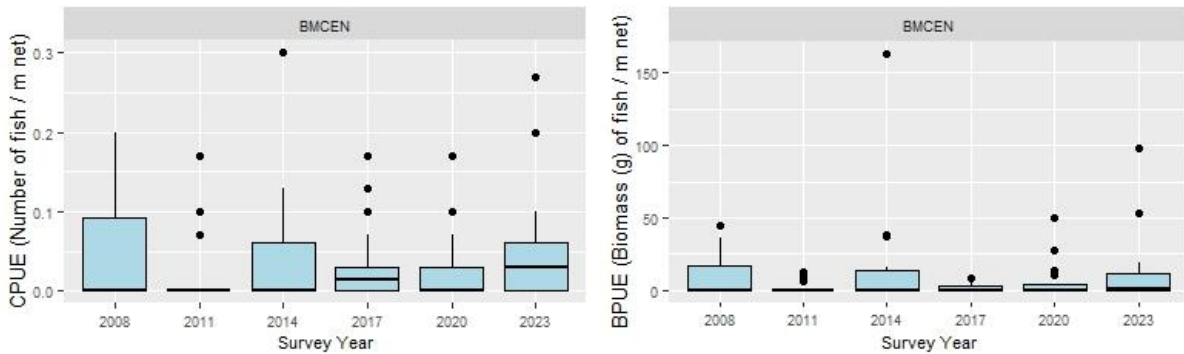 BMCEN
CPUE (Number of fish / m net)
0.3
0.2
0.1
0.0
2008 2011 2014 2017 2020 2023
Survey Year
BMCEN
BPUE (Biomass (g) of fish / m net)
150
100
50
0
2008 2011 2014 2017 2020 2023
Survey Year